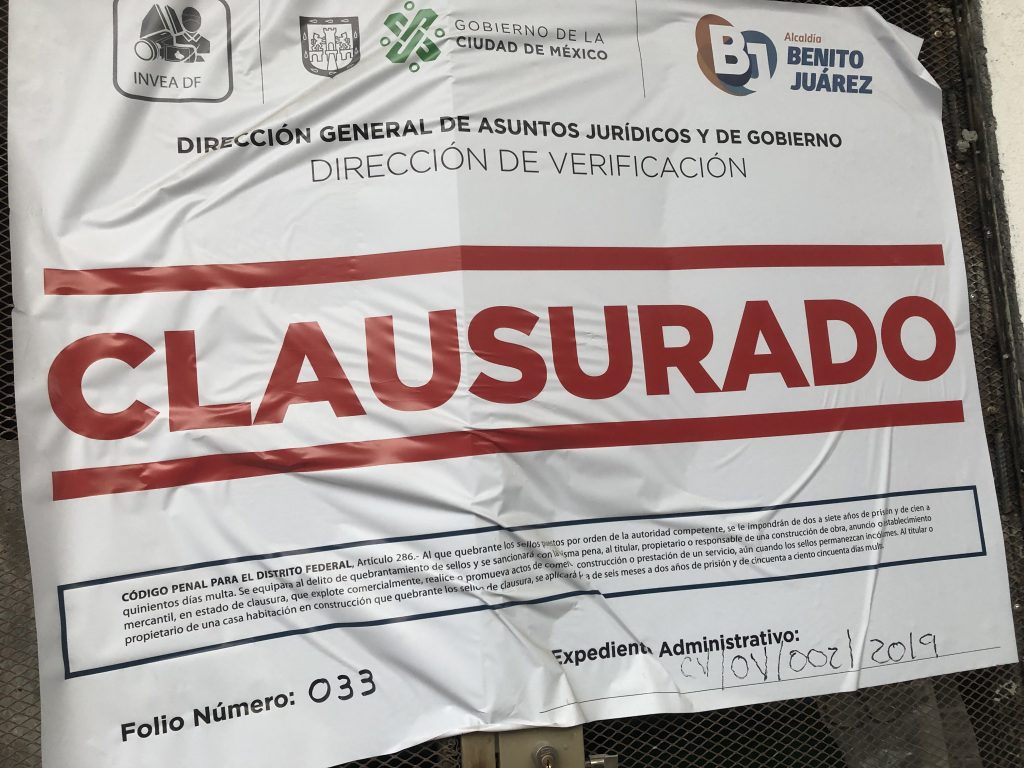 INVEA DF
GOBIERNO DE LA
CIUDAD DE MÉXICO
Alcaldía
BENITO
JUÁREZ
DIRECCIÓN GENERAL DE ASUNTOS JURÍDICOS Y DE GOBIERNO
DIRECCIÓN DE VERIFICACIÓN
CLAUSURADO
CÓDIGO PENAL PARA EL DISTRITO FEDERAL, Artículo 286.- Al que quebrante los sellos puestos por orden de la autoridad competente, se le impondrán de dos a siete años de prisión y de cien a
quinientos días multa. Se equipara al delito de quebrantamiento de sellos y se sancionará con misma pena, al titular, propietario o responsable de una construcción de obra, anuncio o establecimiento
mercantil, en estado de clausura, que explote comercialmente, realice o promueva actos de construcción o prestación de un servicio, aún cuando los sellos permanezcan incólumes. Al titular o
propietario de una casa habitación en construcción que quebrante los sellos de clausura, se aplicará de seis meses a dos años de prisión y de cincuenta a ciento cincuenta días multa.
Folio Número: 033
Expediente Administrativo:
/OV/002/2019